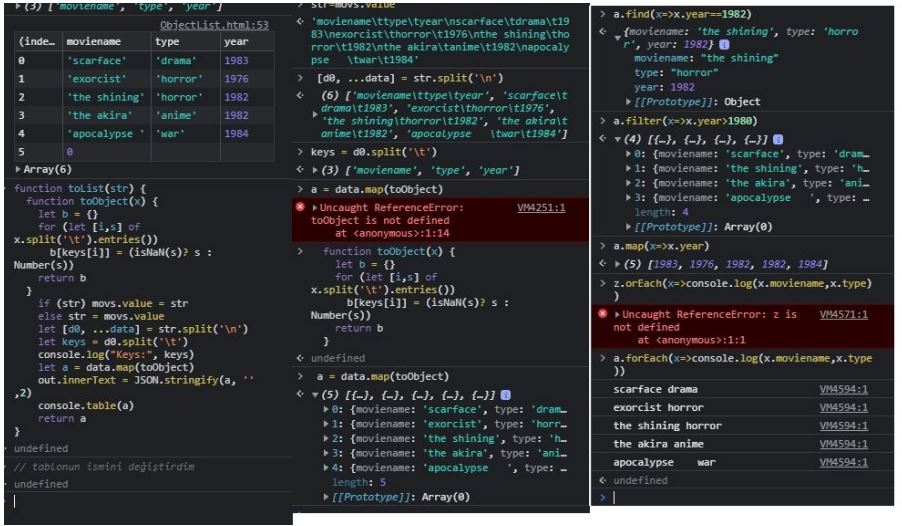 (3) ['moviename', 'type', 'year']
ObjectList.html:53
(inde… moviename type year
0 'scarface' 'drama' 1983
1 'exorcist' 'horror' 1976
2 'the shining' 'horror' 1982
3 'the akira' 'anime' 1982
4 'apocalypse ' 'war' 1984
5 0
Array(6)
function toList(str) {
function toObject(x) {
let b = {}
for (let [i,s] of
x.split('\t').entries())
b[keys[i]] = (isNaN(s)? s :
Number(s))
return b
}
if (str) movs.value = str
else str = movs.value
let [d0, ...data] = str.split('\n')
let keys = d0.split('\t')
console.log("Keys:", keys)
let a = data.map(toObject)
out.innerText = JSON.stringify(a, ''
,2)
console.table(a)
return a
}
undefined
// tablonun ismini değiştirdim
undefined
str=movs.value
'moviename\ttype\tyear\nscarface\tdrama\t19
83\nexorcist\thorror\t1976\nthe shining\tho
rror\t1982\nthe akira\tanime\t1982\napocaly
pse \twar\t1984'
[d0, ...data] = str.split('\n')
(6) ['moviename\ttype\tyear', 'scarface\t
drama\t1983', 'exorcist\thorror\t1976',
'the shining\thorror\t1982', 'the akira\t
anime\t1982', 'apocalypse \twar\t1984']
keys = d0.split('\t')
(3) ['moviename', 'type', 'year']
a = data.map(toObject)
Uncaught ReferenceError: VM4251:1
toObject is not defined
at <anonymous>:1:14
function toObject(x) {
let b = {}
for (let [i,s] of
x.split('\t').entries())
b[keys[i]] = (isNaN(s)? s :
Number(s))
return b
}
undefined
a = data.map(toObject)
(5) [{…}, {…}, {…}, {…}, {…}]
0: {moviename: 'scarface', type: 'dram…
1: {moviename: 'exorcist', type: 'horr…
2: {moviename: 'the shining', type: 'h…
3: {moviename: 'the akira', type: 'ani…
4: {moviename: 'apocalypse ', type: …
length: 5
[[Prototype]]: Array(0)
a.find(x=>x.year==1982)
{moviename: 'the shining', type: 'horro
r', year: 1982}
moviename: "the shining"
type: "horror"
year: 1982
[[Prototype]]: Object
a.filter(x=>x.year>1980)
(4) [{…}, {…}, {…}, {…}]
0: {moviename: 'scarface', type: 'dram…
1: {moviename: 'the shining', type: 'h…
2: {moviename: 'the akira', type: 'ani…
3: {moviename: 'apocalypse ', type: …
length: 4
[[Prototype]]: Array(0)
a.map(x=>x.year)
(5) [1983, 1976, 1982, 1982, 1984]
z.orEach(x=>console.log(x.moviename,x.type)
)
Uncaught ReferenceError: z is VM4571:1
not defined
at <anonymous>:1:1
a.forEach(x=>console.log(x.moviename,x.type
))
scarface drama VM4594:1
exorcist horror VM4594:1
the shining horror VM4594:1
the akira anime VM4594:1
apocalypse war VM4594:1
undefined